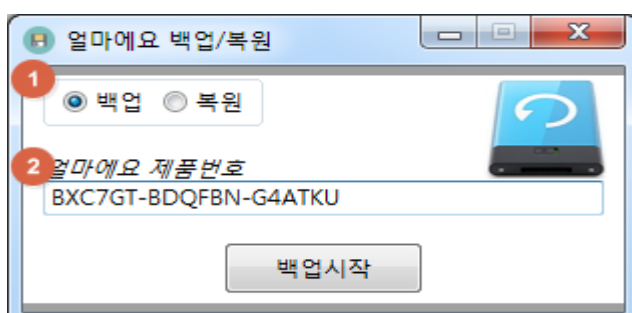 얼마에요 백업/복원
1
백업 복원
2 얼마에요 제품번호
BXC7GT-BDQFBN-G4ATKU
백업시작